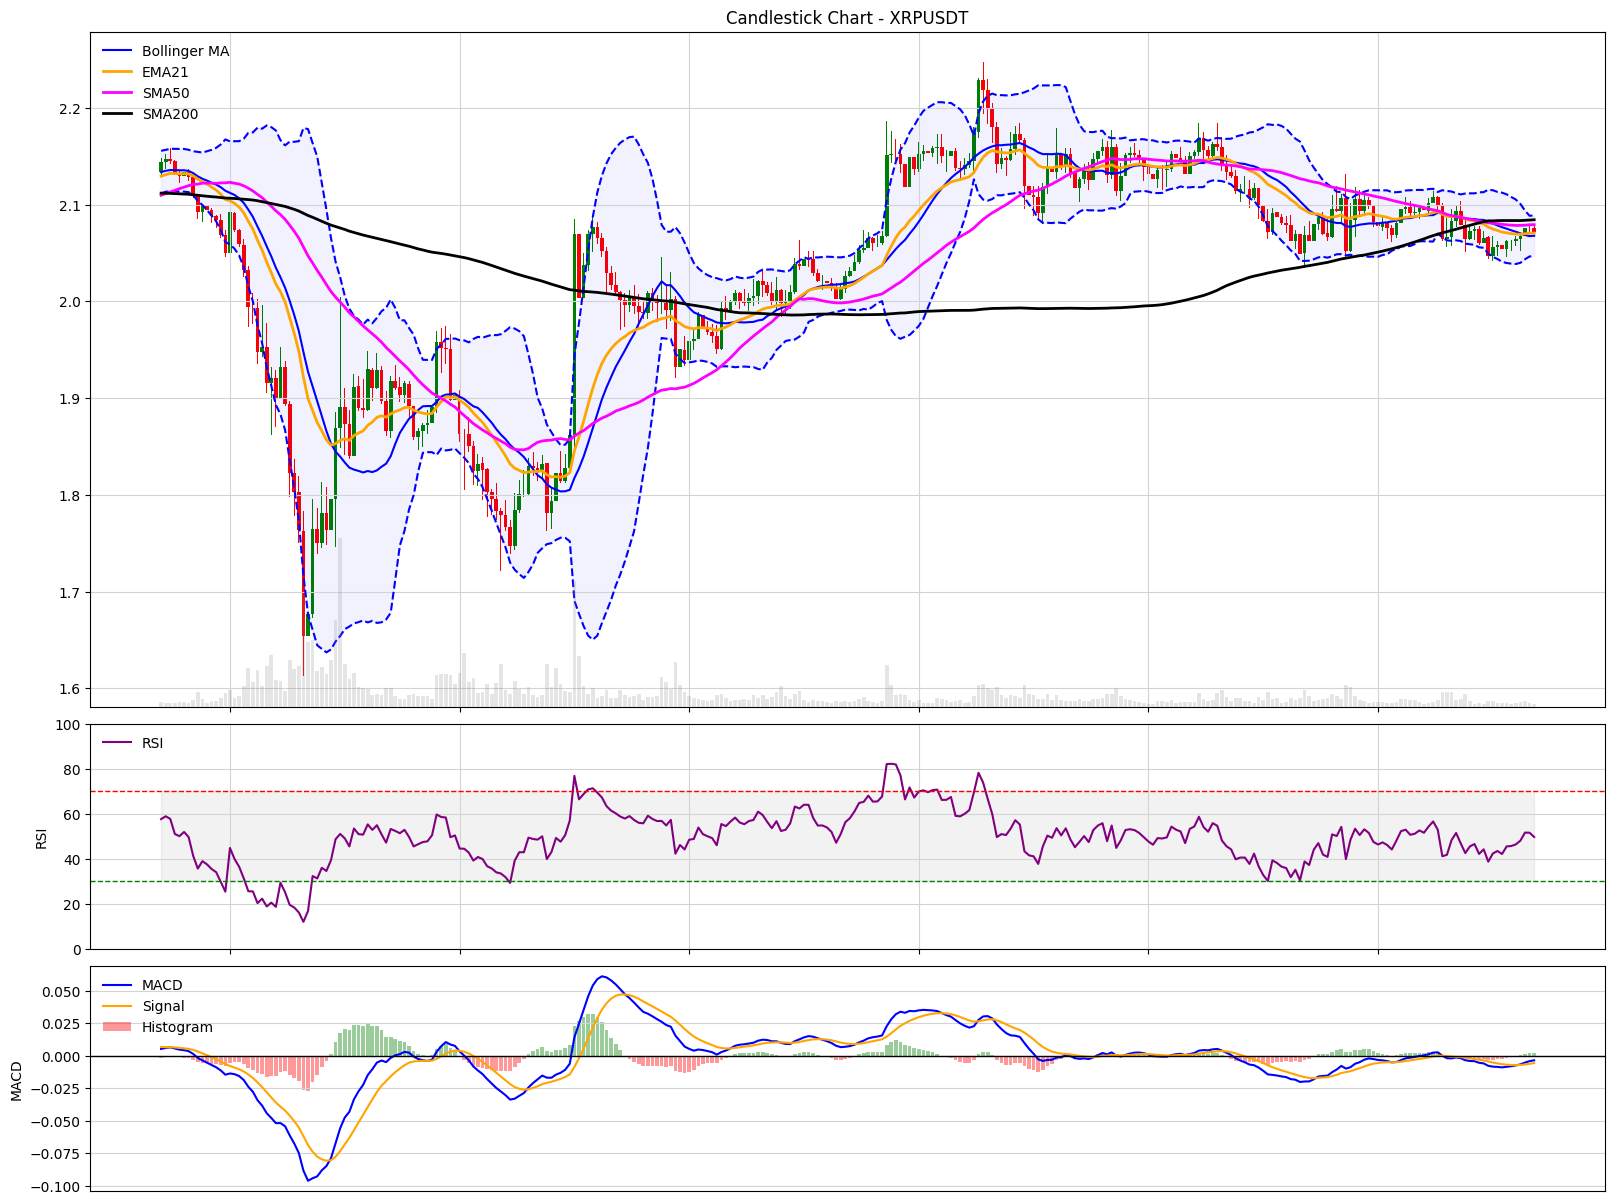 Candlestick Chart - XRPUSDT
Bollinger MA
EMA21
SMA50
SMA200
2.2
2.1
2.0
1.9
1.8
1.7
1.6
RSI
100
80
60
40
20
0
RSI
MACD
Signal
Histogram
0.050
0.025
0.000
−0.025
−0.050
−0.075
−0.100
MACD